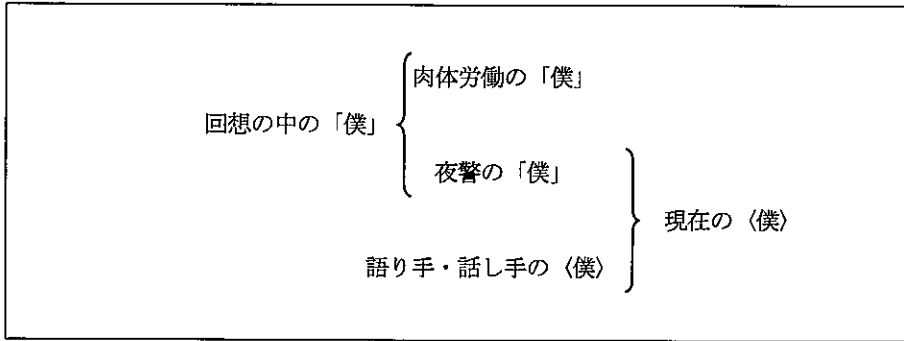 肉体労働の「僕」
回想の中の「僕」
夜警の「僕」
現在の〈僕〉
語り手・話し手の〈僕〉